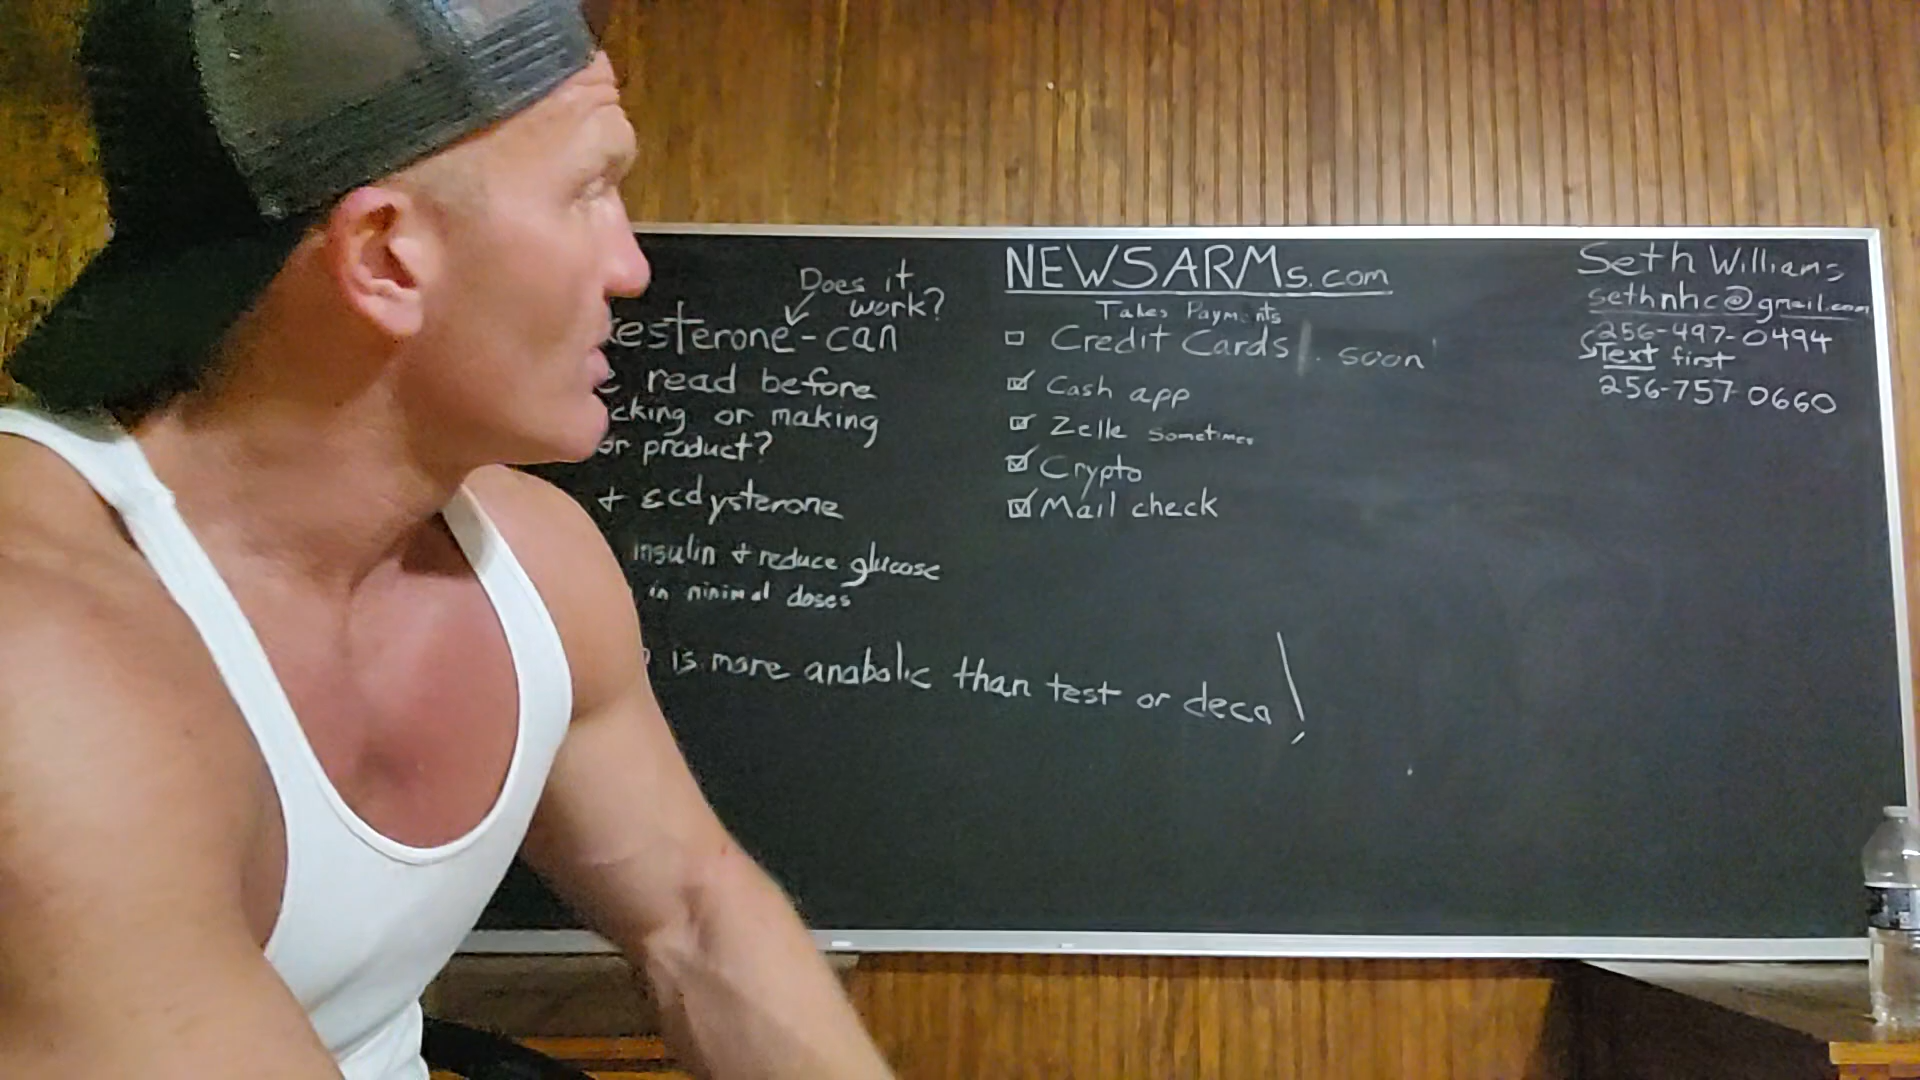 Does it
work?
esterone-can
read before
cking or making
or product?
+ Ecdysterone
insulin + reduce glucose
in minimal doses
is more anabolic than test or deca!
NEWSARMs.com
Takes Payments
Credit Cards soon
Cash app
Zelle sometimes
Crypto
Mail check
Seth Williams
sethnhc@gmail.com
256-497-0494
Text first
256-757-0660